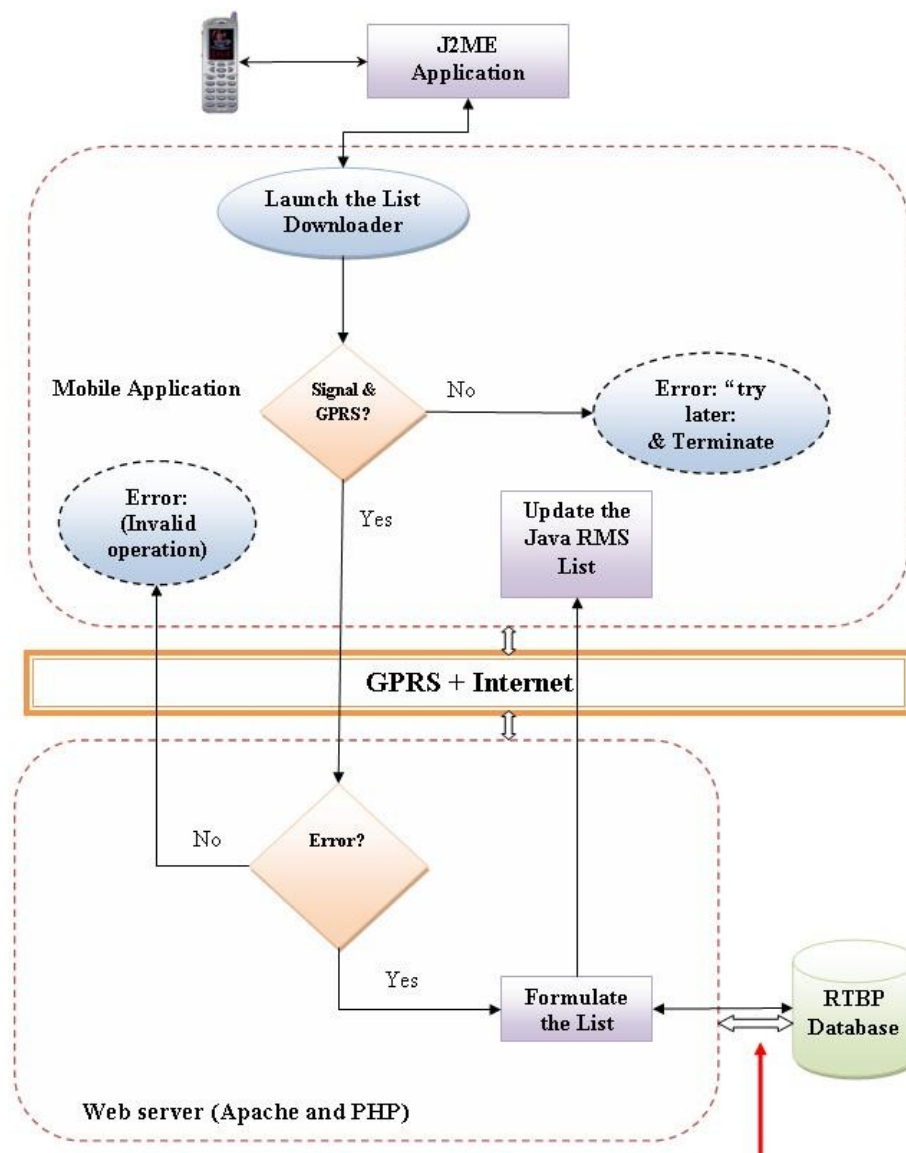 J2ME
Application
Launch the List
Downloader
Mobile Application
Signal &
GPRS?
No
Error: “try
later:
& Terminate
Error:
(Invalid
operation)
Yes
Update the
Java RMS
List
GPRS + Internet
No
Error?
Yes
Formulate
the List
RTBP
Database
Web server (Apache and PHP)